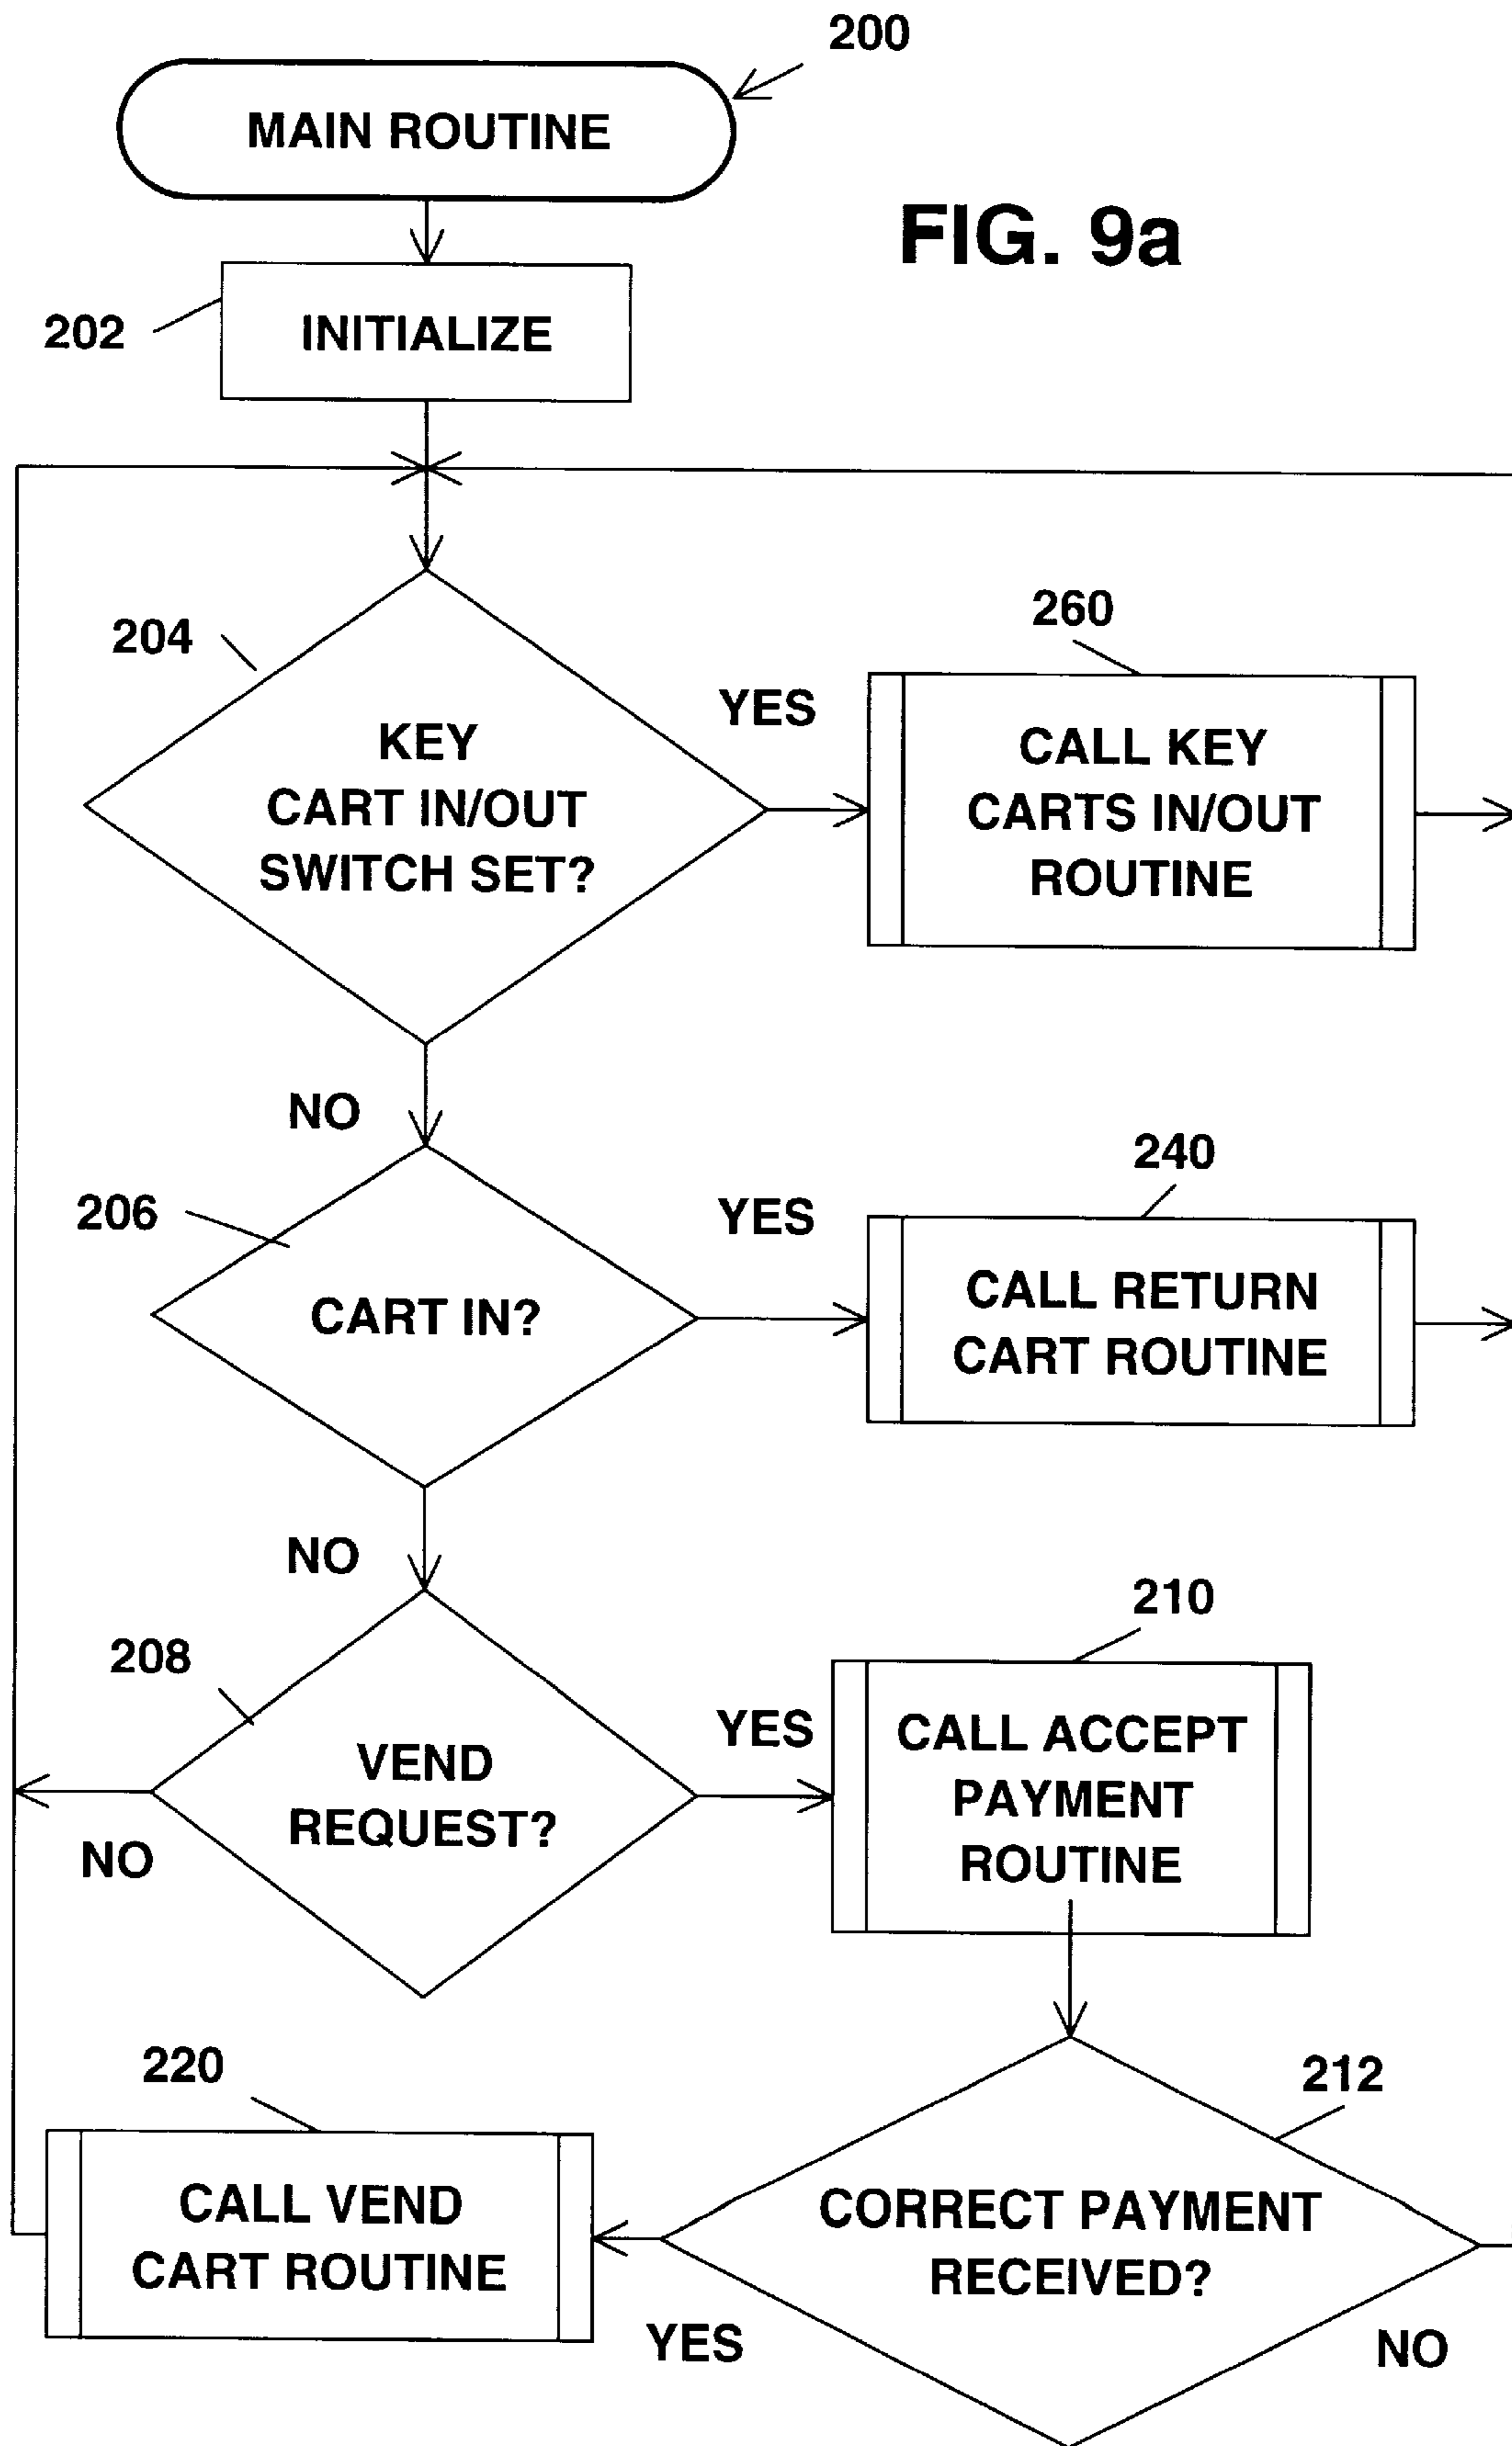 200
MAIN ROUTINE
FIG. 9a
202
INITIALIZE
204
KEY
CART IN/OUT
SWITCH SET?
YES
260
CALL KEY
CARTS IN/OUT
ROUTINE
NO
206
CART IN?
YES
240
CALL RETURN
CART ROUTINE
NO
208
VEND
REQUEST?
NO
YES
210
CALL ACCEPT
PAYMENT
ROUTINE
212
CORRECT PAYMENT
RECEIVED?
NO
YES
220
CALL VEND
CART ROUTINE